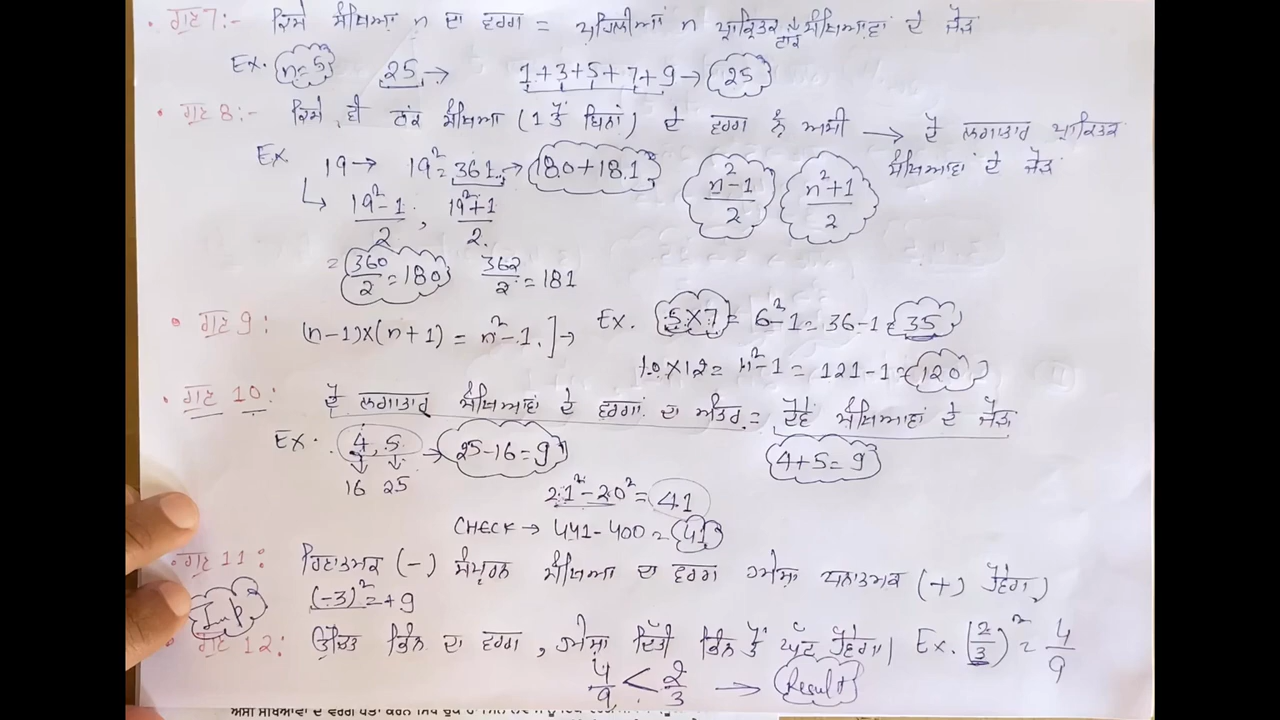 ਗੁਣ 7:- ਕਿਸੇ ਸੰਖਿਆ n ਦਾ ਵਰਗ = ਪਹਿਲੀਆਂ n ਪ੍ਰਾਕ੍ਰਿਤਕ ਟਾਂਕ ਸੰਖਿਆਵਾਂ ਦੇ ਜੋੜ
Ex. n=5 25 → 1+3+5+7+9 → 25
ਗੁਣ 8:- ਕਿਸੇ ਵੀ ਟਾਂਕ ਸੰਖਿਆ (1 ਤੋਂ ਬਿਨਾਂ) ਦੇ ਵਰਗ ਨੂੰ ਅਸੀਂ → ਦੋ ਲਗਾਤਾਰ ਪ੍ਰਾਕ੍ਰਿਤਕ
ਸੰਖਿਆਵਾਂ ਦੇ ਜੋੜ
Ex 19 → 19² = 361 → 180+181 (n²-1)/2 (n²+1)/2
↳ (19²-1)/2 , (19²+1)/2
= 360/2 = 180 362/2 = 181
ਗੁਣ 9: (n-1)×(n+1) = n²-1.] → Ex. 5×7 = 6²-1 = 36-1 = 35
10×12 = 11²-1 = 121-1 = 120
ਗੁਣ 10: ਦੋ ਲਗਾਤਾਰ ਸੰਖਿਆਵਾਂ ਦੇ ਵਰਗਾਂ ਦਾ ਅੰਤਰ = ਦੋਵੇਂ ਸੰਖਿਆਵਾਂ ਦੇ ਜੋੜ
Ex. 4, 5 → 25-16 = 9 4+5 = 9
16 25
21²-20² = 41
CHECK → 441-400 = 41
ਗੁਣ 11: ਰਿਣਾਤਮਕ (-) ਸੰਪੂਰਨ ਸੰਖਿਆ ਦਾ ਵਰਗ ਹਮੇਸ਼ਾ ਧਨਾਤਮਕ (+) ਹੋਵੇਗਾ
Imp (-3)² = +9
ਗੁਣ 12: ਉਚਿਤ ਭਿੰਨ ਦਾ ਵਰਗ, ਹਮੇਸ਼ਾ ਦਿੱਤੀ ਭਿੰਨ ਤੋਂ ਘੱਟ ਹੋਵੇਗਾ। Ex. (2/3)² = 4/9
4/9 < 2/3 → Result